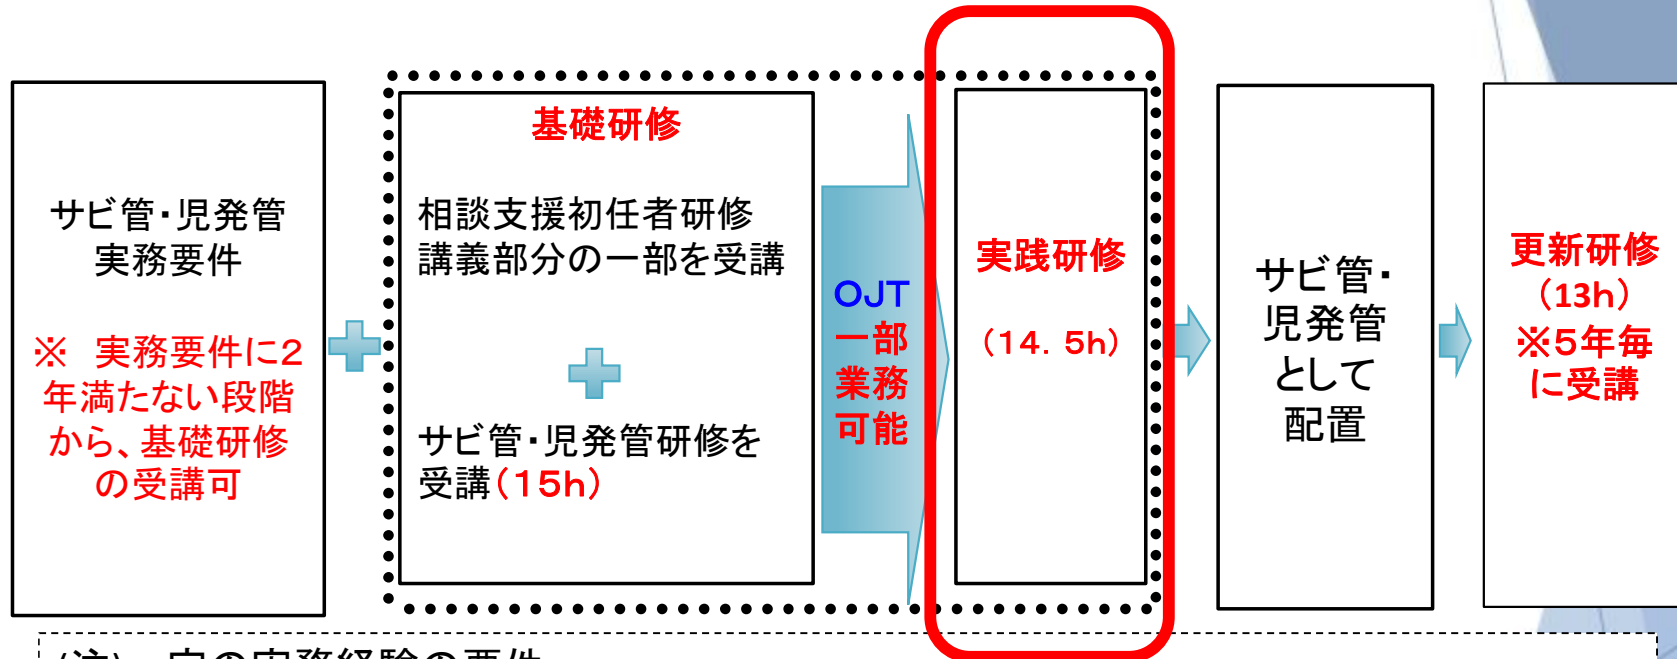 サビ管・児発管
実務要件
※ 実務要件に2
年満たない段階
から、基礎研修
の受講可
基礎研修
相談支援初任者研修
講義部分の一部を受講
サビ管・児発管研修を
受講(15h)
OJT
一部
業務
可能
実践研修
(14.5h)
サビ管・
児発管
として
配置
更新研修
(13h)
※5年毎
に受講